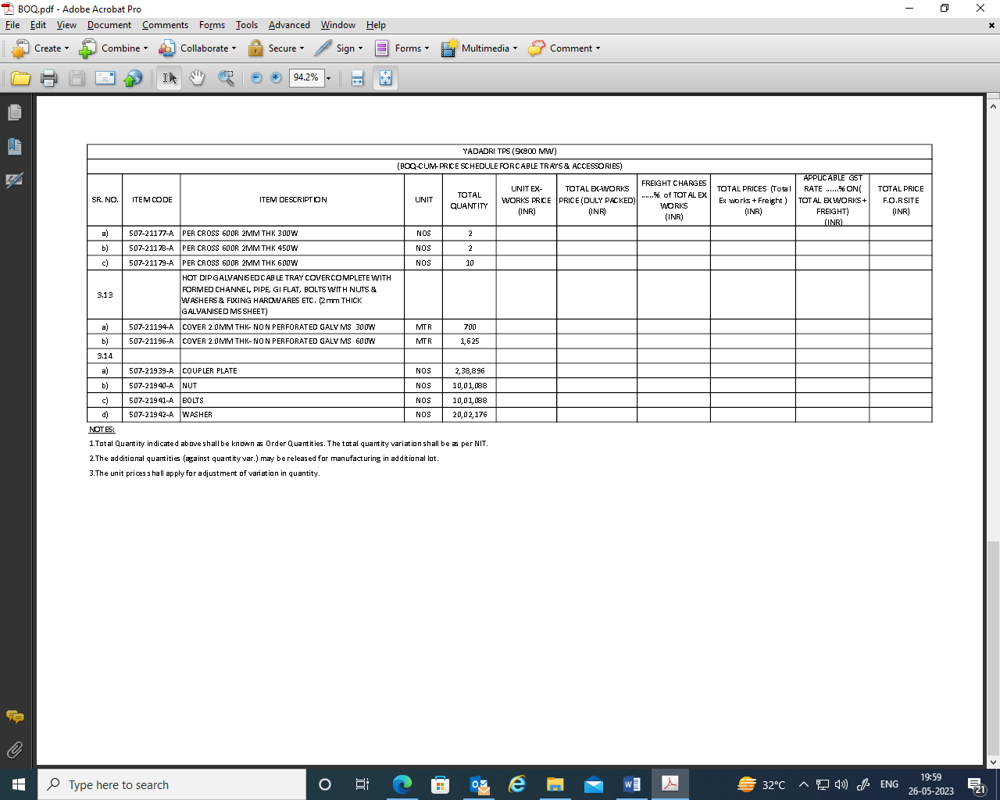 BOQ.pdf - Adobe Acrobat Pro
File Edit View Document Comments Forms Tools Advanced Window Help
Create Combine Collaborate Secure Sign Forms Multimedia Comment
94.2%
YADADRI TPS (5X800 MW)
(BOQ-CUM-PRICE SCHEDULE FOR CABLE TRAYS & ACCESSORIES)
SR. NO. ITEM CODE ITEM DESCRIPTION UNIT TOTAL QUANTITY UNIT EX-WORKS PRICE (INR) TOTAL EX-WORKS PRICE (DULY PACKED) (INR) FREIGHT CHARGES ......% of TOTAL EX WORKS (INR) TOTAL PRICES (Total Ex works + Freight ) (INR) APPLICABLE GST RATE ......% ON( TOTAL EX WORKS + FREIGHT) (INR) TOTAL PRICE F.O.R SITE (INR)
a) 507-21177-A PER CROSS 600R 2MM THK 300W NOS 2
b) 507-21178-A PER CROSS 600R 2MM THK 450W NOS 2
c) 507-21179-A PER CROSS 600R 2MM THK 600W NOS 10
3.13 HOT DIP GALVANISED CABLE TRAY COVER COMPLETE WITH
FORMED CHANNEL, PIPE, GI FLAT, BOLTS WITH NUTS &
WASHERS & FIXING HARDWARES ETC. (2mm THICK
GALVANISED MS SHEET)
a) 507-21194-A COVER 2.0MM THK- NON PERFORATED GALV MS 300W MTR 700
b) 507-21196-A COVER 2.0MM THK- NON PERFORATED GALV MS 600W MTR 1,625
3.14
a) 507-21939-A COUPLER PLATE NOS 2,38,896
b) 507-21940-A NUT NOS 10,01,088
c) 507-21941-A BOLTS NOS 10,01,088
d) 507-21942-A WASHER NOS 20,02,176
NOTES:
1.Total Quantity indicated above shall be known as Order Quantities. The total quantity variation shall be as per NIT.
2.The additional quantities (against quantity var.) may be released for manufacturing in additional lot.
3.The unit prices shall apply for adjustment of variation in quantity.
Type here to search
32°C ENG 19:59
26-05-2023
21